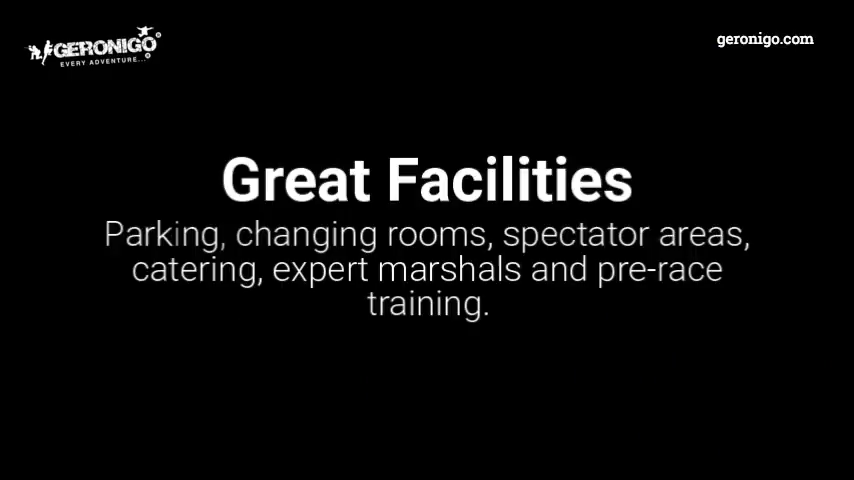 GERONIGO
EVERY ADVENTURE...
geronigo.com
Great Facilities
Parking, changing rooms, spectator areas,
catering, expert marshals and pre-race
training.